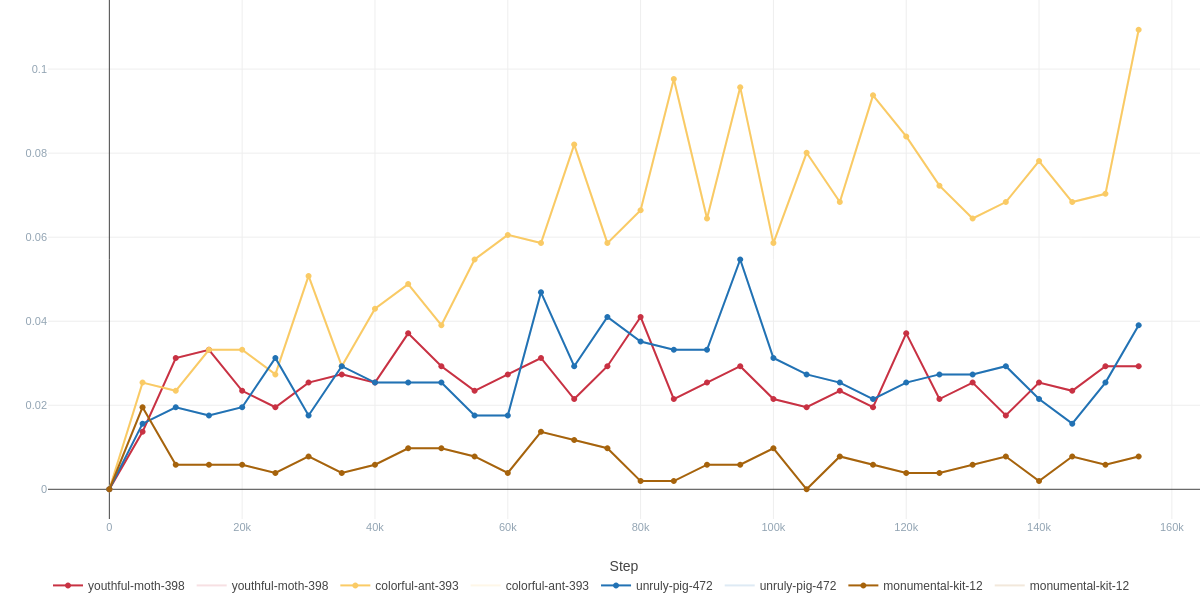 0.1
0.08
0.06
0.04
0.02
0
0 20k 40k 60k 80k 100k 120k 140k 160k
Step
youthful-moth-398 youthful-moth-398 colorful-ant-393 colorful-ant-393 unruly-pig-472 unruly-pig-472 monumental-kit-12 monumental-kit-12